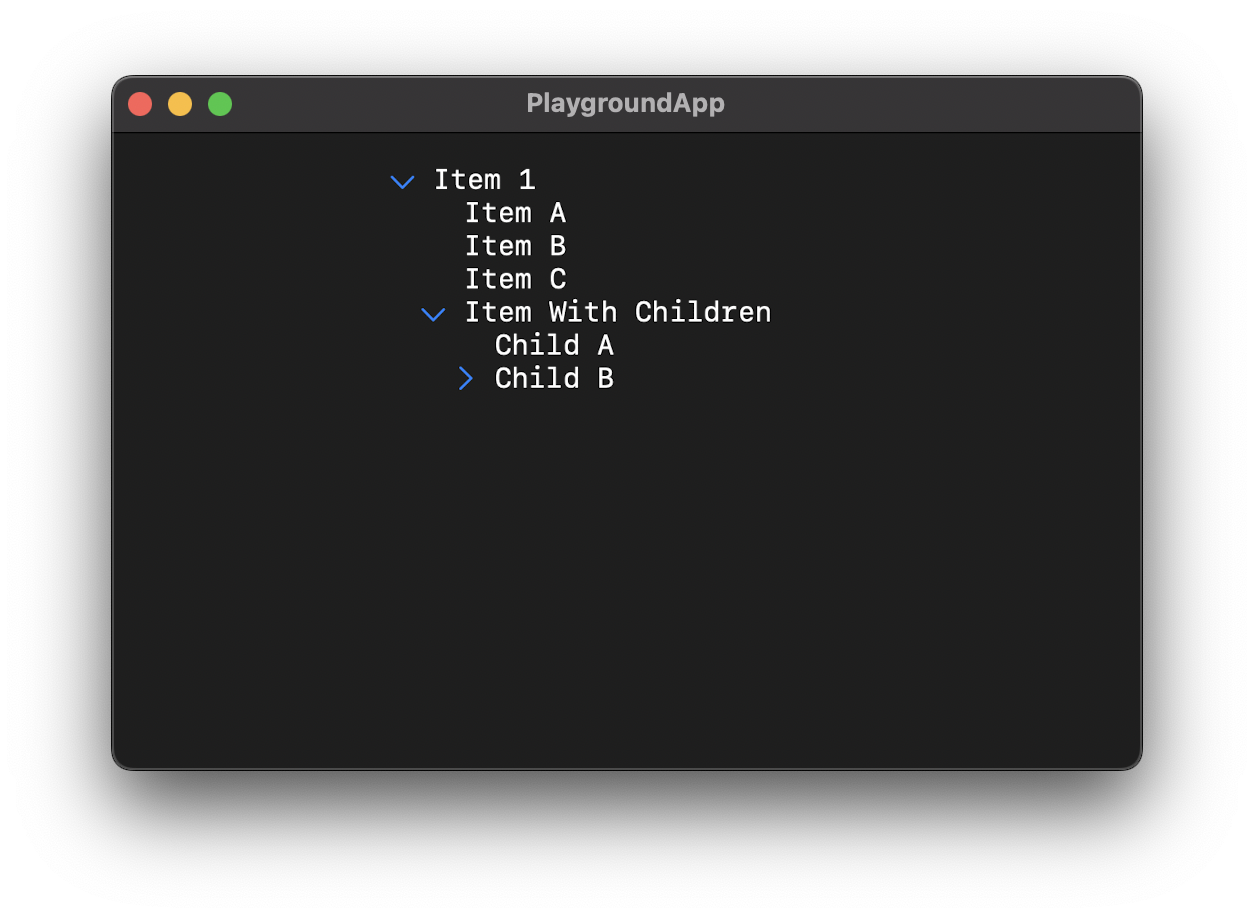 PlaygroundApp
Item 1
Item A
Item B
Item C
Item With Children
Child A
Child B